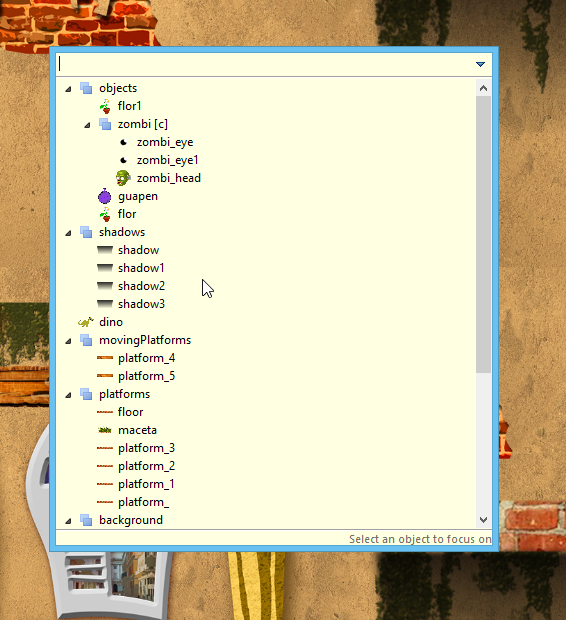 objects
flor1
zombi [c]
zombi_eye
zombi_eye1
zombi_head
guapen
flor
shadows
shadow
shadow1
shadow2
shadow3
dino
movingPlatforms
platform_4
platform_5
platforms
floor
maceta
platform_3
platform_2
platform_1
platform_
background
Select an object to focus on